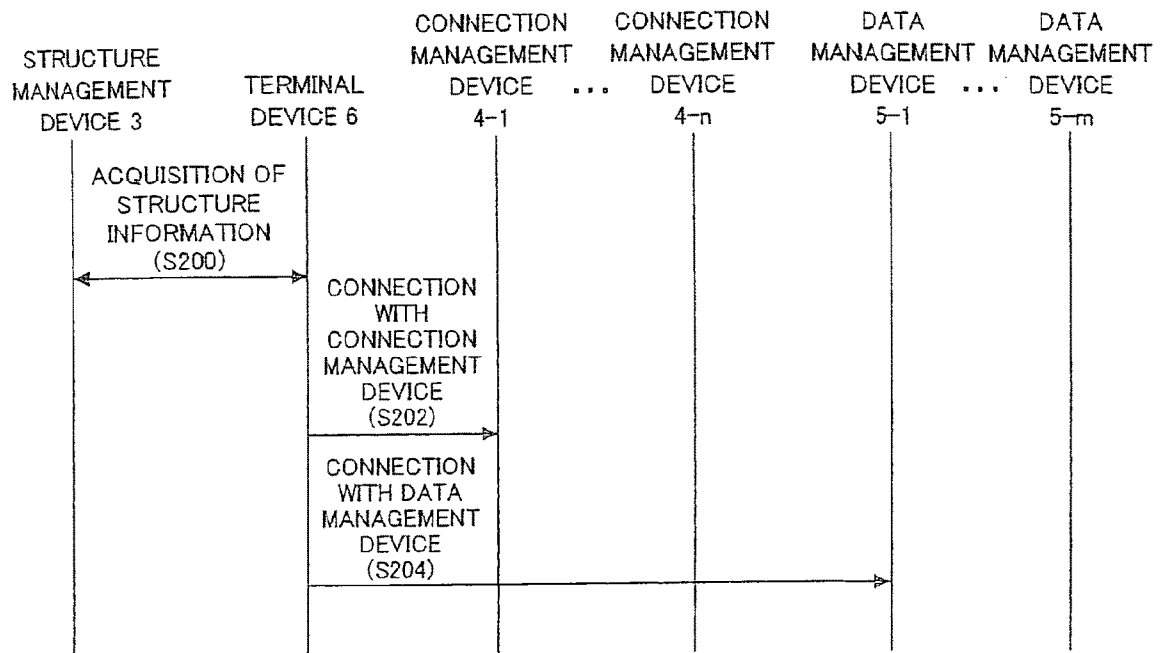 STRUCTURE
MANAGEMENT
DEVICE 3
TERMINAL
DEVICE 6
CONNECTION
MANAGEMENT
DEVICE
4-1
...
CONNECTION
MANAGEMENT
DEVICE
4-n
DATA
MANAGEMENT
DEVICE
5-1
...
DATA
MANAGEMENT
DEVICE
5-m
ACQUISITION OF
STRUCTURE
INFORMATION
(S200)
CONNECTION
WITH
CONNECTION
MANAGEMENT
DEVICE
(S202)
CONNECTION
WITH DATA
MANAGEMENT
DEVICE
(S204)